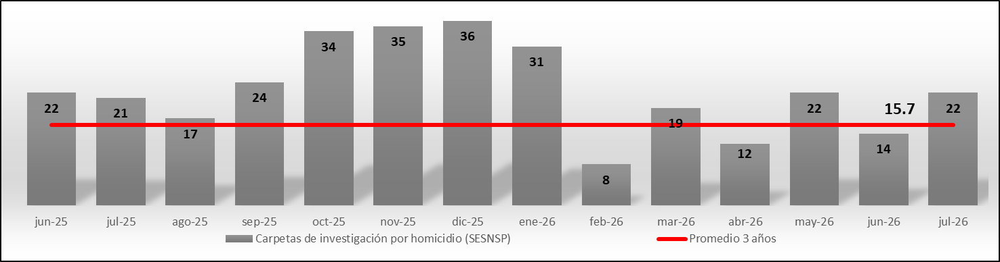 22 21 17 24 34 35 36 31 8 19 12 22 14 15.7 22
jun-25 jul-25 ago-25 sep-25 oct-25 nov-25 dic-25 ene-26 feb-26 mar-26 abr-26 may-26 jun-26 jul-26
Carpetas de investigación por homicidio (SESNSP) Promedio 3 años